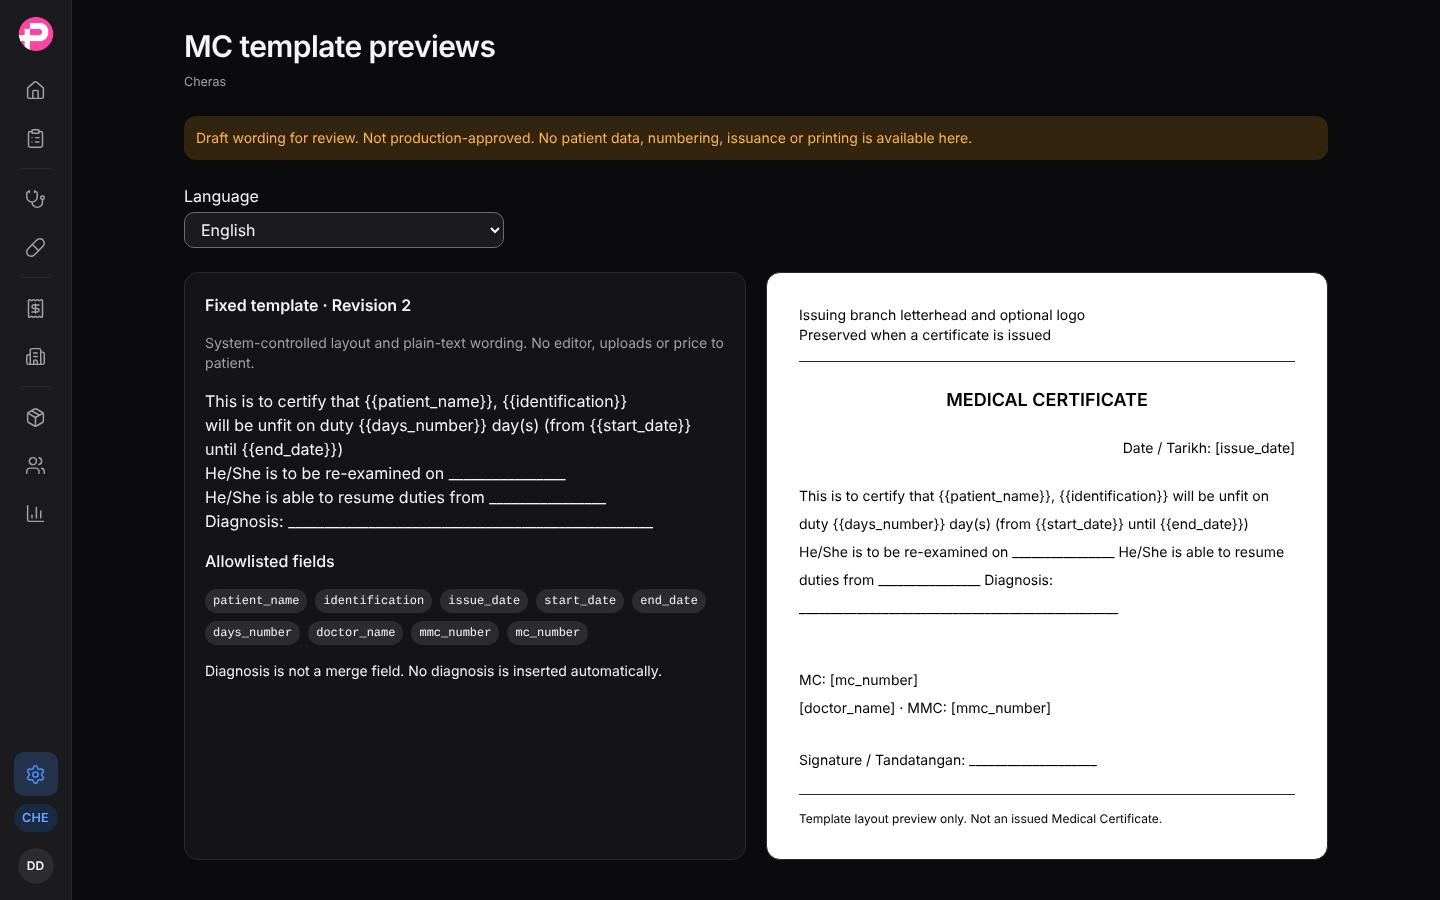 MC template previews
Cheras
Draft wording for review. Not production-approved. No patient data, numbering, issuance or printing is available here.
Language
English
Fixed template · Revision 2
System-controlled layout and plain-text wording. No editor, uploads or price to
patient.
This is to certify that {{patient_name}}, {{identification}}
will be unfit on duty {{days_number}} day(s) (from {{start_date}}
until {{end_date}})
He/She is to be re-examined on ________________
He/She is able to resume duties from ________________
Diagnosis: __________________________________________________
Allowlisted fields
patient_name identification issue_date start_date end_date
days_number doctor_name mmc_number mc_number
Diagnosis is not a merge field. No diagnosis is inserted automatically.
Issuing branch letterhead and optional logo
Preserved when a certificate is issued
MEDICAL CERTIFICATE
Date / Tarikh: [issue_date]
This is to certify that {{patient_name}}, {{identification}} will be unfit on
duty {{days_number}} day(s) (from {{start_date}} until {{end_date}})
He/She is to be re-examined on ________________ He/She is able to resume
duties from ________________ Diagnosis:
__________________________________________________
MC: [mc_number]
[doctor_name] · MMC: [mmc_number]
Signature / Tandatangan: ____________________
Template layout preview only. Not an issued Medical Certificate.
CHE
DD